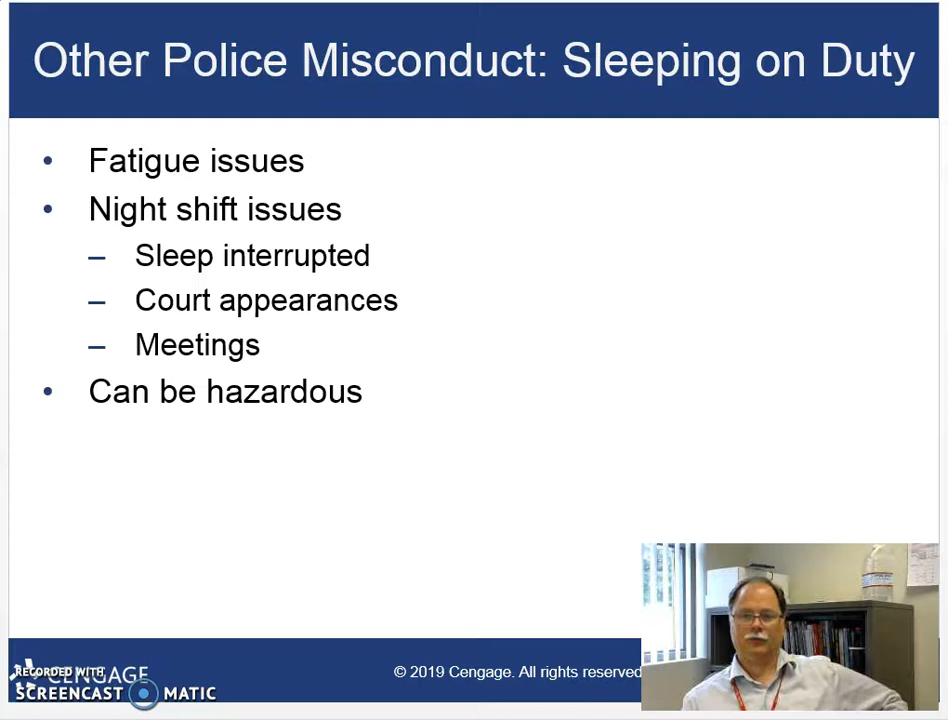 Other Police Misconduct: Sleeping on Duty
• Fatigue issues
• Night shift issues
– Sleep interrupted
– Court appearances
– Meetings
• Can be hazardous
RECORDED WITH
CENGAGE
SCREENCAST MATIC
© 2019 Cengage. All rights reserved